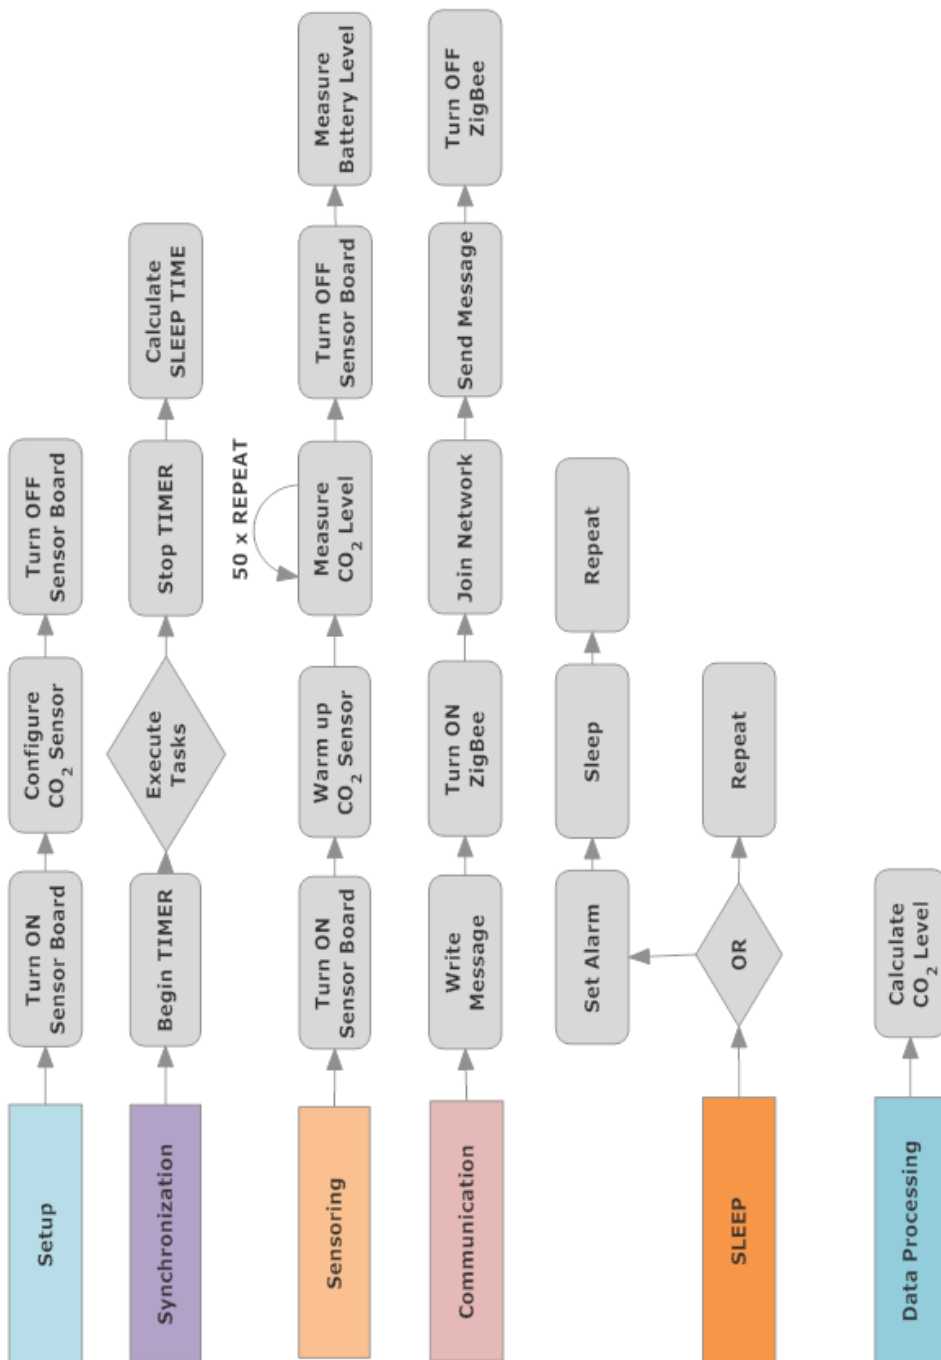 Setup
Turn ON
Sensor Board
Configure
CO₂ Sensor
Turn OFF
Sensor Board
Synchronization
Begin TIMER
Execute
Tasks
Stop TIMER
Calculate
SLEEP TIME
Sensoring
Turn ON
Sensor Board
Warm up
CO₂ Sensor
50 x REPEAT
Measure
CO₂ Level
Turn OFF
Sensor Board
Measure
Battery Level
Communication
Write
Message
Turn ON
ZigBee
Join Network
Send Message
Turn OFF
ZigBee
Set Alarm
Sleep
Repeat
SLEEP
OR
Repeat
Data Processing
Calculate
CO₂ Level